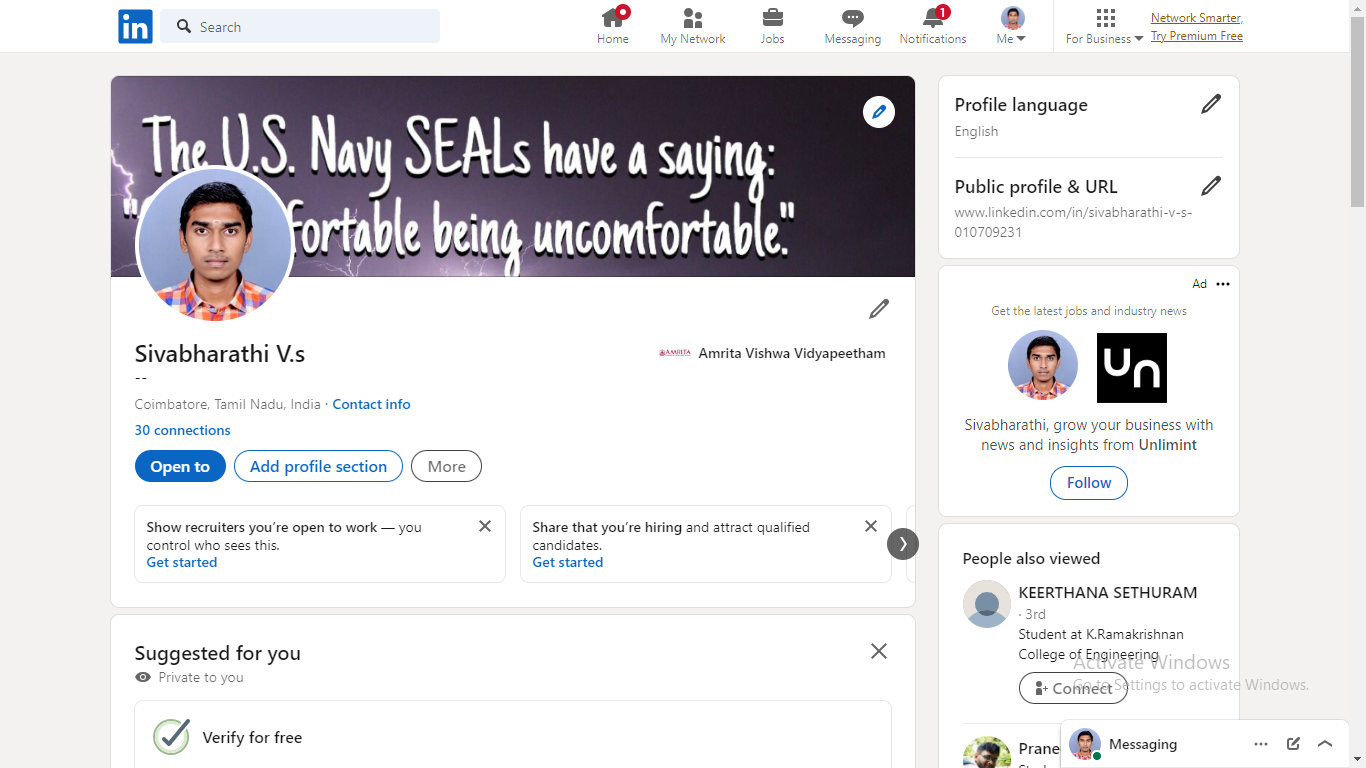 in
Search
Home
My Network
Jobs
Messaging
1
Notifications
Me
For Business
Network Smarter,
Try Premium Free
The U.S. Navy SEALs have a saying:
being uncomfortable."
Sivabharathi V.s
--
AMRITA
Amrita Vishwa Vidyapeetham
Coimbatore, Tamil Nadu, India · Contact info
30 connections
Open to
Add profile section
More
Show recruiters you're open to work — you
control who sees this.
Get started
Share that you're hiring and attract qualified
candidates.
Get started
Suggested for you
Private to you
Verify for free
Profile language
English
Public profile & URL
www.linkedin.com/in/sivabharathi-v-s-
010709231
Ad
Get the latest jobs and industry news
Un
Sivabharathi, grow your business with
news and insights from Unlimint
Follow
People also viewed
KEERTHANA SETHURAM
· 3rd
Student at K.Ramakrishnan
College of Engineering
Connect
Activate Windows
Go to Settings to activate Windows.
Messaging